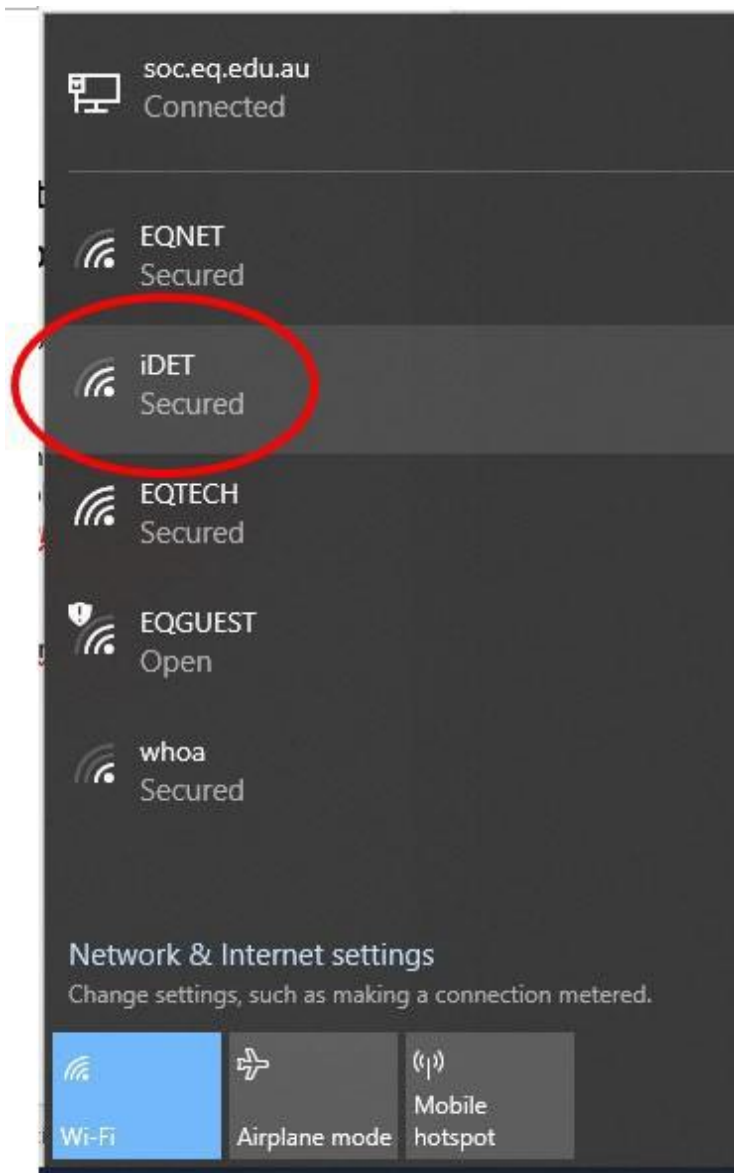 soc.eq.edu.au
Connected
EQNET
Secured
iDET
Secured
EQTECH
Secured
EQGUEST
Open
whoa
Secured
Network & Internet settings
Change settings, such as making a connection metered.
Wi-Fi
Airplane mode
Mobile
hotspot